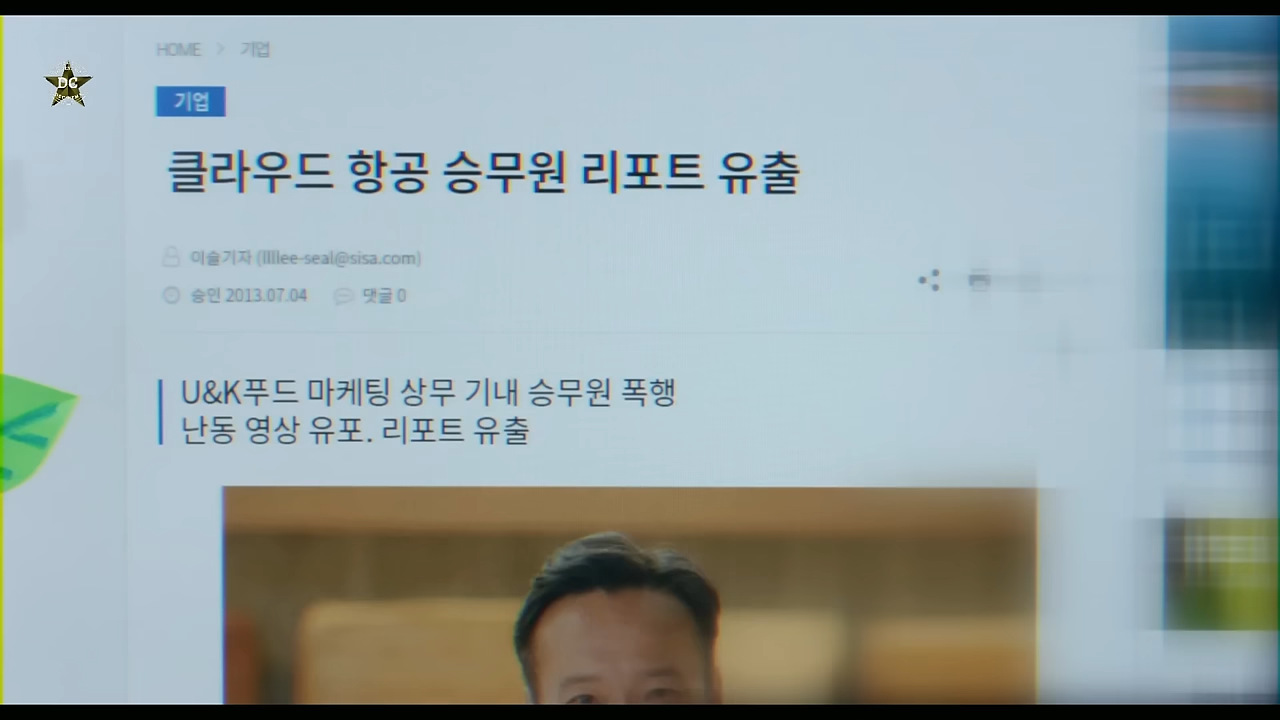 HOME > 기업
DC
기업
클라우드 항공 승무원 리포트 유출
이슬기자 (llllee-seal@sisa.com)
승인 2013.07.04 댓글 0
U&K푸드 마케팅 상무 기내 승무원 폭행
난동 영상 유포. 리포트 유출